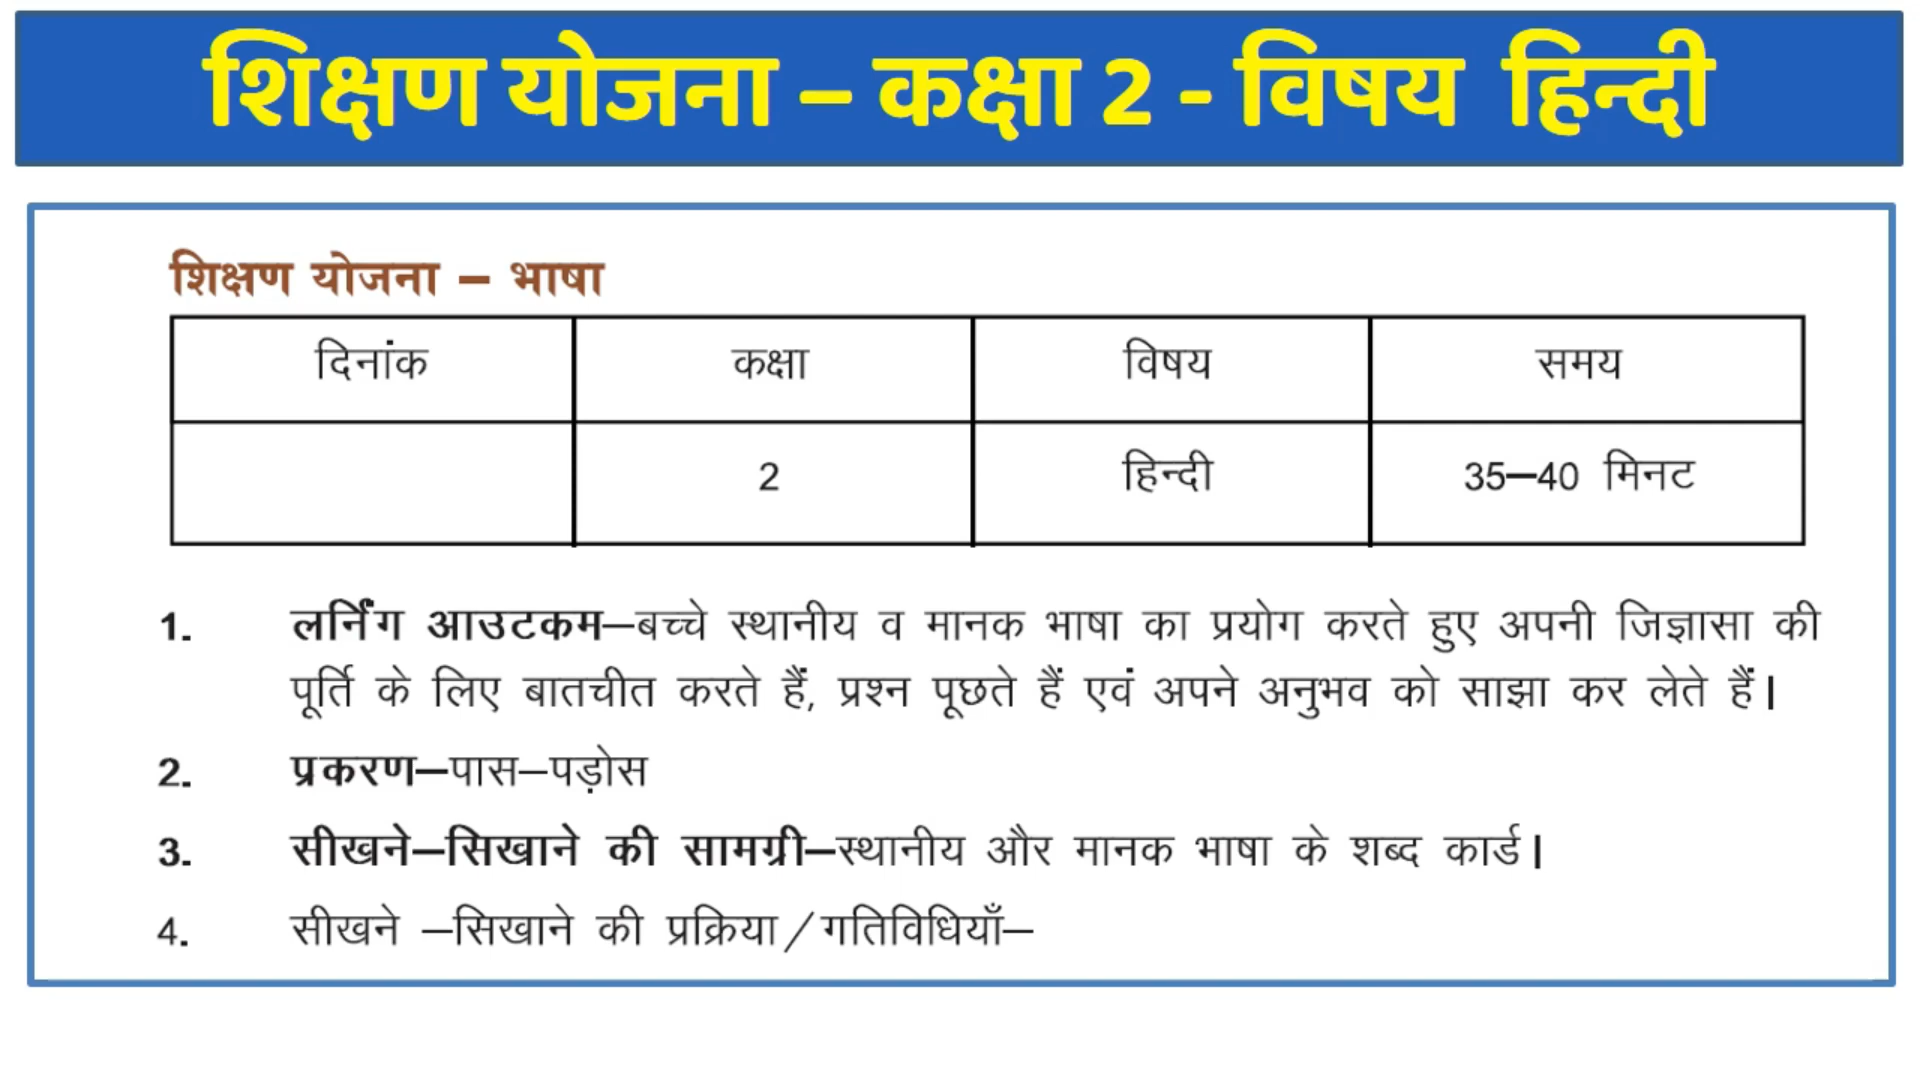 शिक्षण योजना – कक्षा 2 - विषय हिन्दी
शिक्षण योजना – भाषा
दिनांक कक्षा विषय समय
2 हिन्दी 35–40 मिनट
1. लर्निंग आउटकम–बच्चे स्थानीय व मानक भाषा का प्रयोग करते हुए अपनी जिज्ञासा की
पूर्ति के लिए बातचीत करते हैं, प्रश्न पूछते हैं एवं अपने अनुभव को साझा कर लेते हैं।
2. प्रकरण–पास–पड़ोस
3. सीखने–सिखाने की सामग्री–स्थानीय और मानक भाषा के शब्द कार्ड।
4. सीखने –सिखाने की प्रक्रिया/गतिविधियाँ–